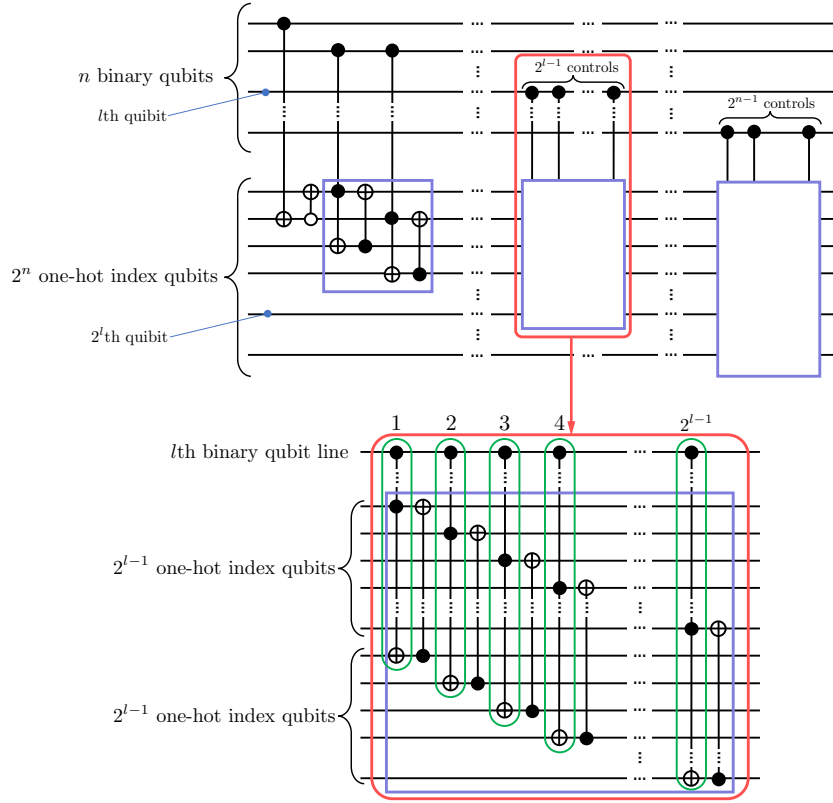 n binary qubits
lth quibit
2^{l−1} controls
2^{n−1} controls
2^n one-hot index qubits
2^lth quibit
1 2 3 4 2^{l−1}
lth binary qubit line
2^{l−1} one-hot index qubits
2^{l−1} one-hot index qubits